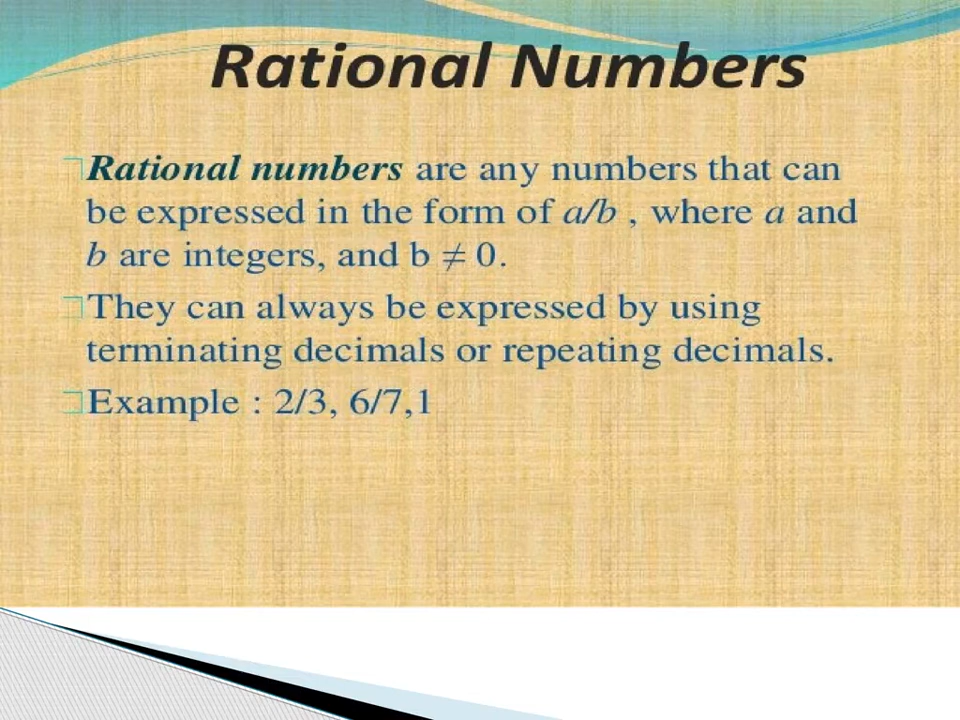 Rational Numbers
Rational numbers are any numbers that can
be expressed in the form of a/b , where a and
b are integers, and b ≠ 0.
They can always be expressed by using
terminating decimals or repeating decimals.
Example : 2/3, 6/7,1